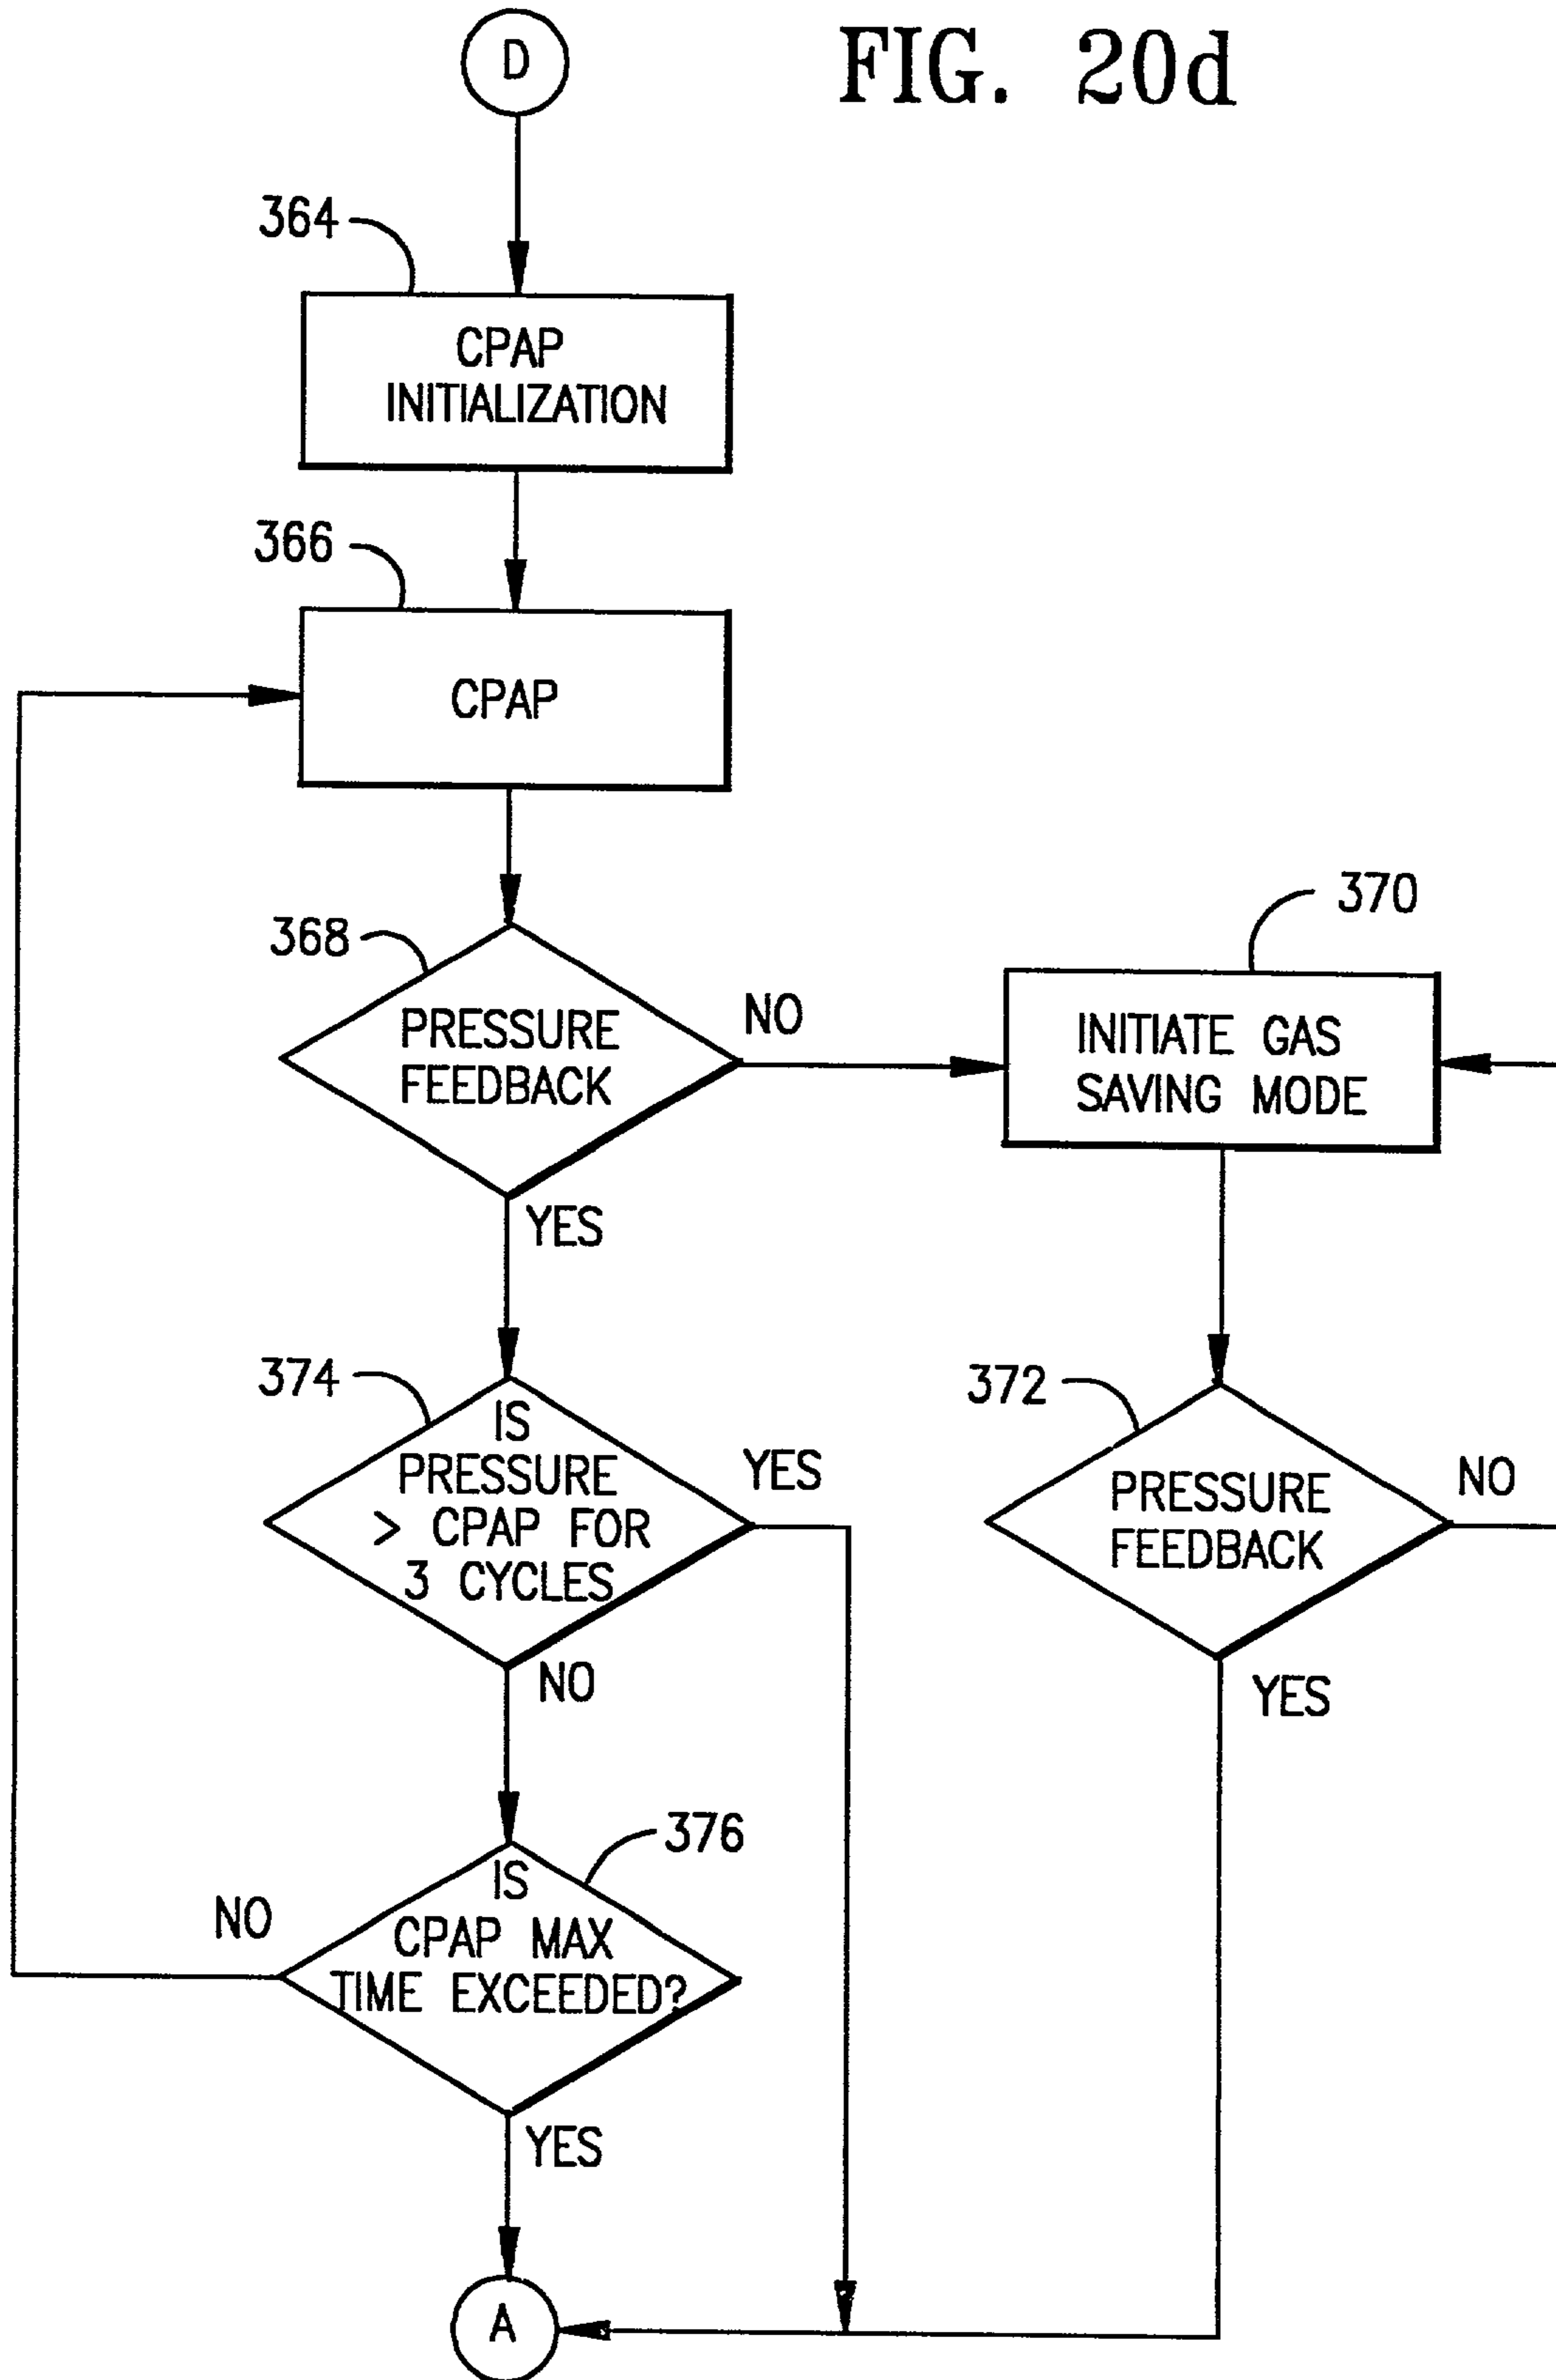 D
FIG. 20d
364
CPAP
INITIALIZATION
366
CPAP
368
PRESSURE
FEEDBACK
NO
YES
370
INITIATE GAS
SAVING MODE
374
IS
PRESSURE
> CPAP FOR
3 CYCLES
YES
NO
372
PRESSURE
FEEDBACK
NO
YES
376
IS
CPAP MAX
TIME EXCEEDED?
NO
YES
A